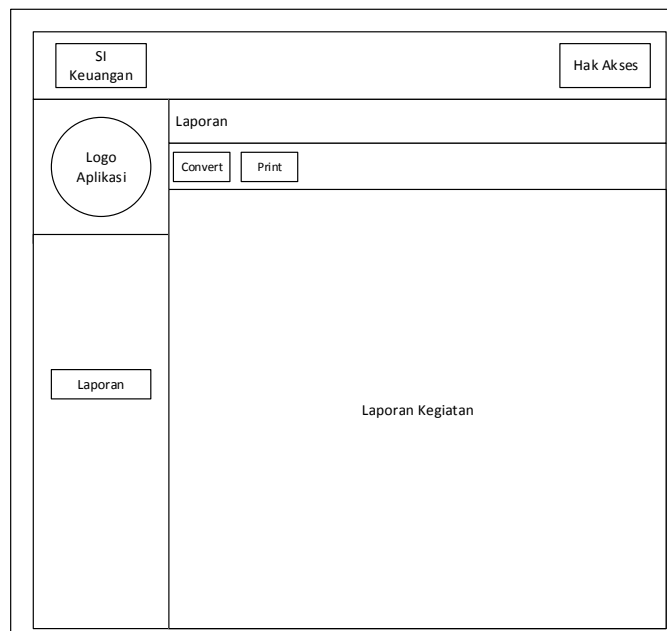 SI
Keuangan
Hak Akses
Logo
Aplikasi
Laporan
Convert
Print
Laporan
Laporan Kegiatan